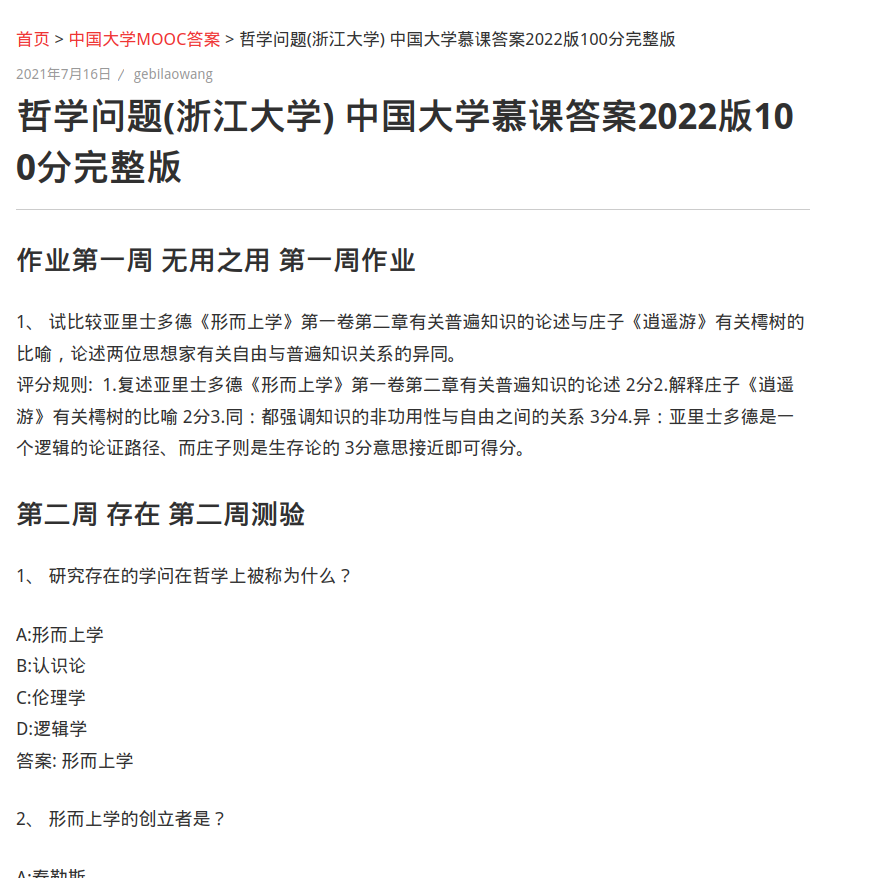 首页 > 中国大学MOOC答案 > 哲学问题(浙江大学) 中国大学慕课答案2022版100分完整版
2021年7月16日 / gebilaowang
哲学问题(浙江大学) 中国大学慕课答案2022版10
0分完整版
作业第一周 无用之用 第一周作业
1、 试比较亚里士多德《形而上学》第一卷第二章有关普遍知识的论述与庄子《逍遥游》有关樗树的
比喻，论述两位思想家有关自由与普遍知识关系的异同。
评分规则: 1.复述亚里士多德《形而上学》第一卷第二章有关普遍知识的论述 2分2.解释庄子《逍遥
游》有关樗树的比喻 2分3.同：都强调知识的非功用性与自由之间的关系 3分4.异：亚里士多德是一
个逻辑的论证路径、而庄子则是生存论的 3分意思接近即可得分。
第二周 存在 第二周测验
1、 研究存在的学问在哲学上被称为什么？
A:形而上学
B:认识论
C:伦理学
D:逻辑学
答案: 形而上学
2、 形而上学的创立者是？
A:泰勒斯